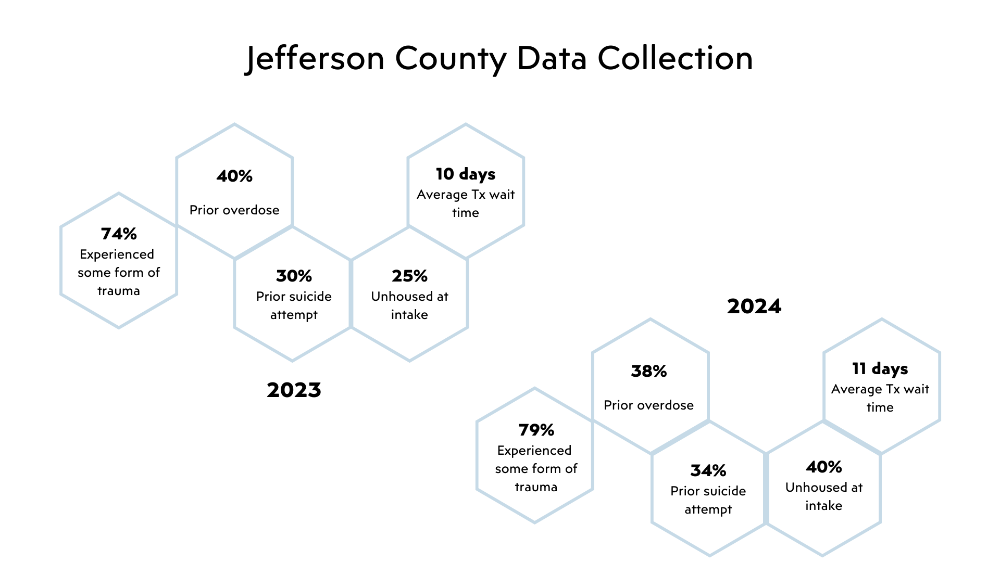 Jefferson County Data Collection
74%
Experienced
some form of
trauma
40%
Prior overdose
30%
Prior suicide
attempt
25%
Unhoused at
intake
10 days
Average Tx wait
time
2023
2024
79%
Experienced
some form of
trauma
38%
Prior overdose
34%
Prior suicide
attempt
40%
Unhoused at
intake
11 days
Average Tx wait
time